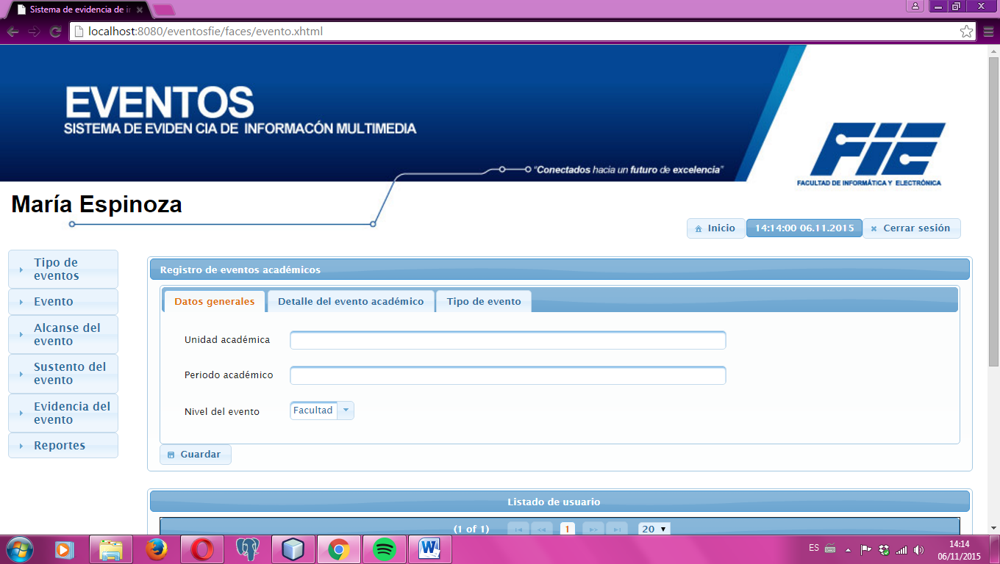 Sistema de evidencia de i
localhost:8080/eventosfie/faces/evento.xhtml
EVENTOS
SISTEMA DE EVIDEN CIA DE INFORMACÓN MULTIMEDIA
"Conectados hacia un futuro de excelencia"
FIE
FACULTAD DE INFORMÁTICA Y ELECTRÓNICA
María Espinoza
Inicio
14:14:00 06.11.2015
Cerrar sesión
Tipo de
eventos
Evento
Alcanse del
evento
Sustento del
evento
Evidencia del
evento
Reportes
Registro de eventos académicos
Datos generales
Detalle del evento académico
Tipo de evento
Unidad académica
Periodo académico
Nivel del evento
Facultad
Guardar
Listado de usuario
(1 of 1)
1
20
ES
14:14
06/11/2015